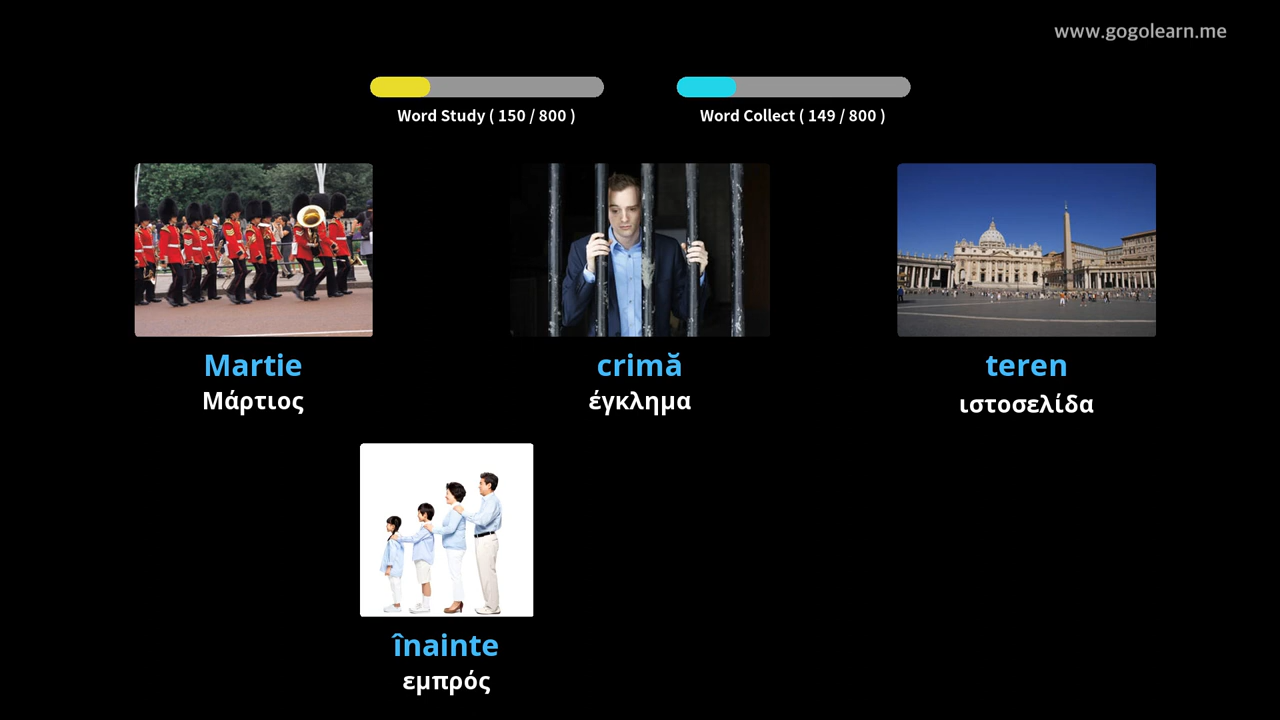 www.gogolearn.me
Word Study ( 150 / 800 )
Word Collect ( 149 / 800 )
Martie
Μάρτιος
crimă
έγκλημα
teren
ιστοσελίδα
înainte
εμπρός